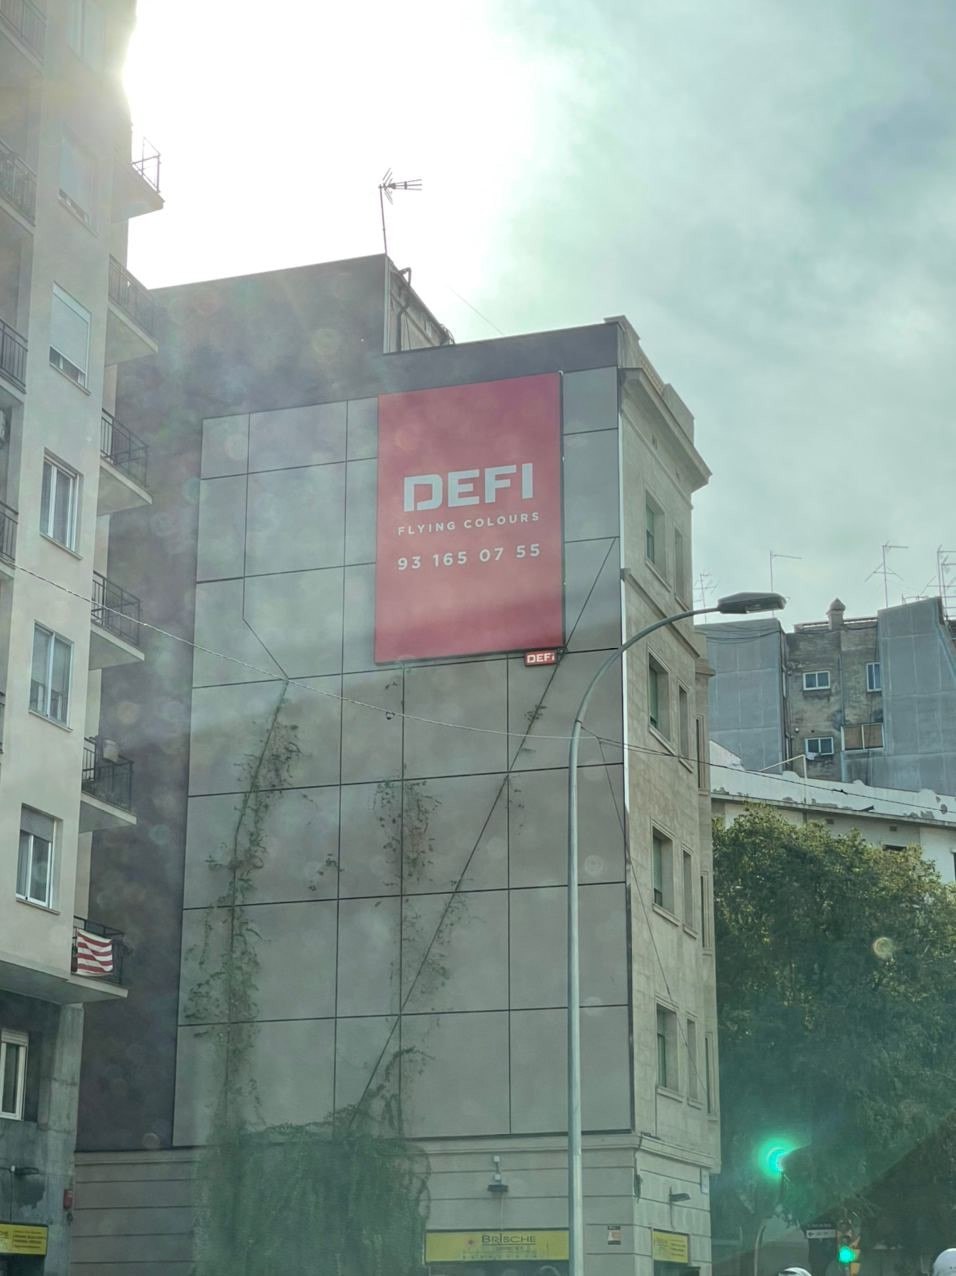 DEFI
FLYING COLOURS
93 165 07 55
DEFI
BRISCHE